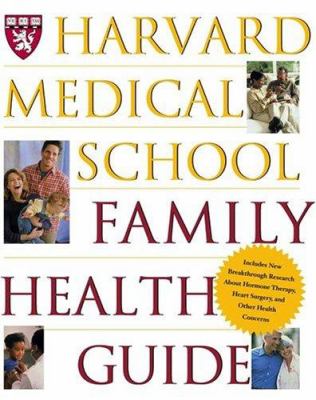 HARVARD
MEDICAL
SCHOOL
FAMILY
HEALTH
GUIDE
Includes New
Breakthrough Research
About Hormone Therapy,
Heart Surgery, and
Other Health
Concerns